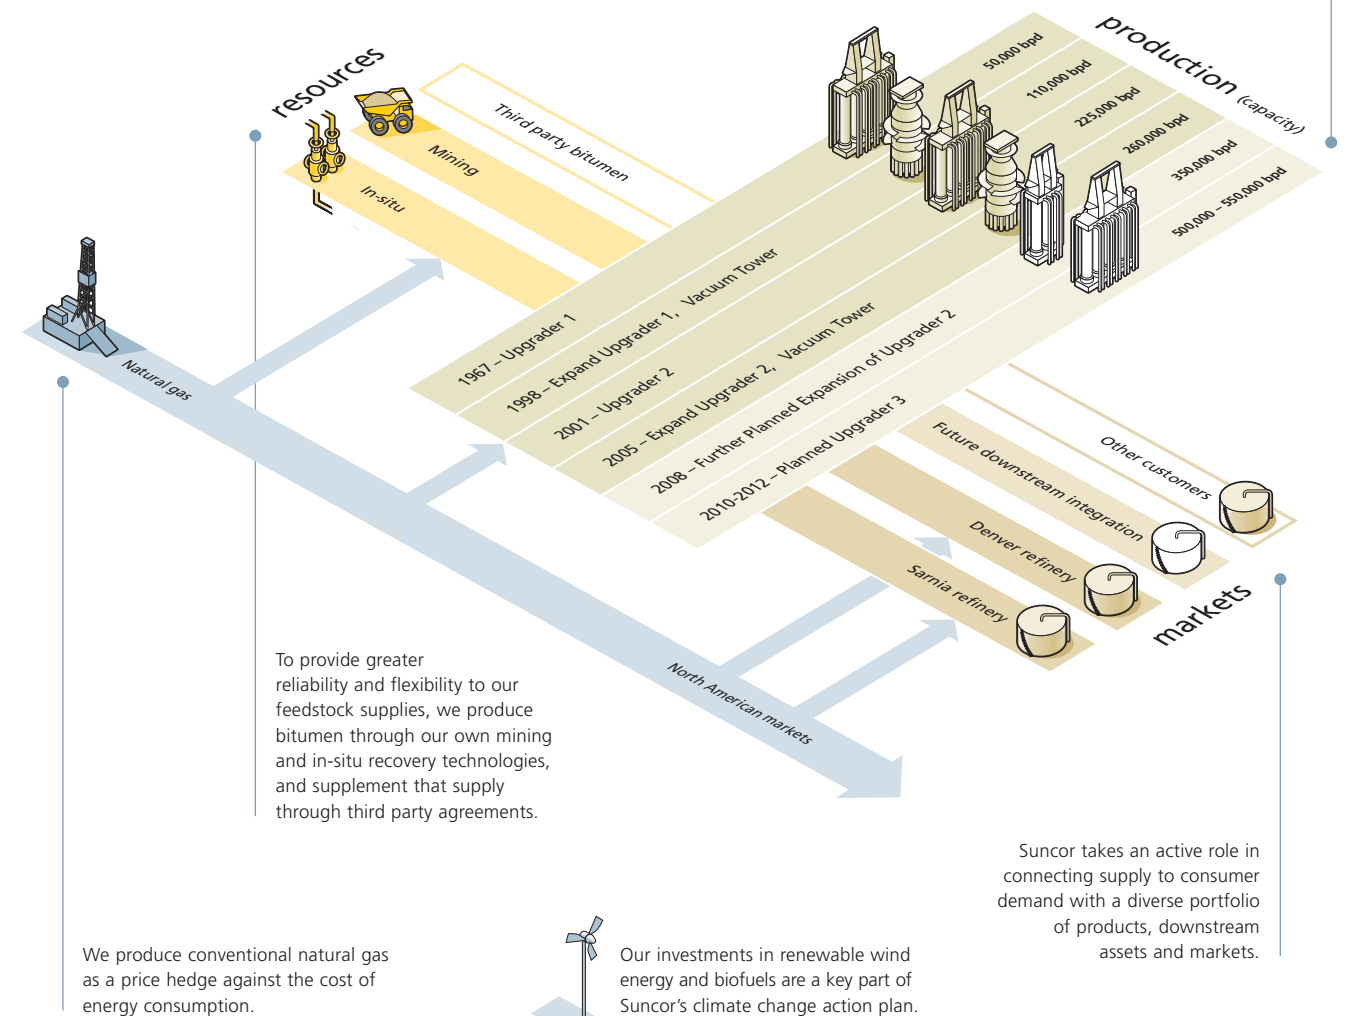 resources
Third party bitumen
Mining
In-situ
Natural gas
production (capacity)
50,000 bpd
110,000 bpd
225,000 bpd
260,000 bpd
350,000 bpd
500,000 – 550,000 bpd
1967 – Upgrader 1
1998 – Expand Upgrader 1, Vacuum Tower
2001 – Upgrader 2
2005 – Expand Upgrader 2, Vacuum Tower
2008 – Further Planned Expansion of Upgrader 2
2010-2012 – Planned Upgrader 3
Other customers
Future downstream integration
Denver refinery
Sarnia refinery
markets
North American markets
To provide greater
reliability and flexibility to our
feedstock supplies, we produce
bitumen through our own mining
and in-situ recovery technologies,
and supplement that supply
through third party agreements.
Suncor takes an active role in
connecting supply to consumer
demand with a diverse portfolio
of products, downstream
assets and markets.
We produce conventional natural gas
as a price hedge against the cost of
energy consumption.
Our investments in renewable wind
energy and biofuels are a key part of
Suncor’s climate change action plan.